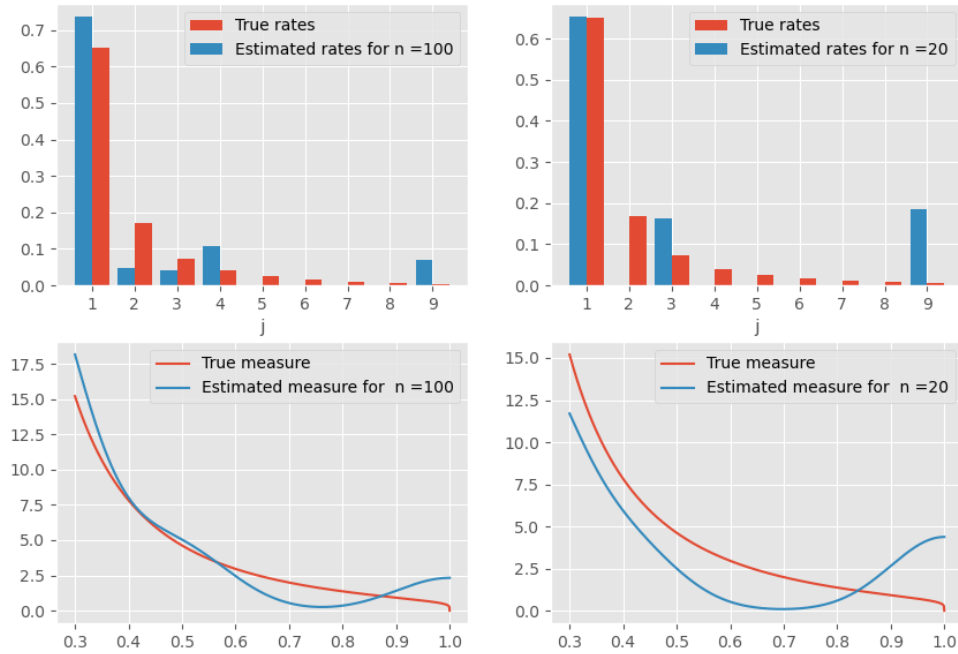 True rates
Estimated rates for n =100
0.7
0.6
0.5
0.4
0.3
0.2
0.1
0.0
1 2 3 4 5 6 7 8 9
j
True rates
Estimated rates for n =20
0.6
0.5
0.4
0.3
0.2
0.1
0.0
1 2 3 4 5 6 7 8 9
j
True measure
Estimated measure for n =100
17.5
15.0
12.5
10.0
7.5
5.0
2.5
0.0
0.3 0.4 0.5 0.6 0.7 0.8 0.9 1.0
True measure
Estimated measure for n =20
15.0
12.5
10.0
7.5
5.0
2.5
0.0
0.3 0.4 0.5 0.6 0.7 0.8 0.9 1.0